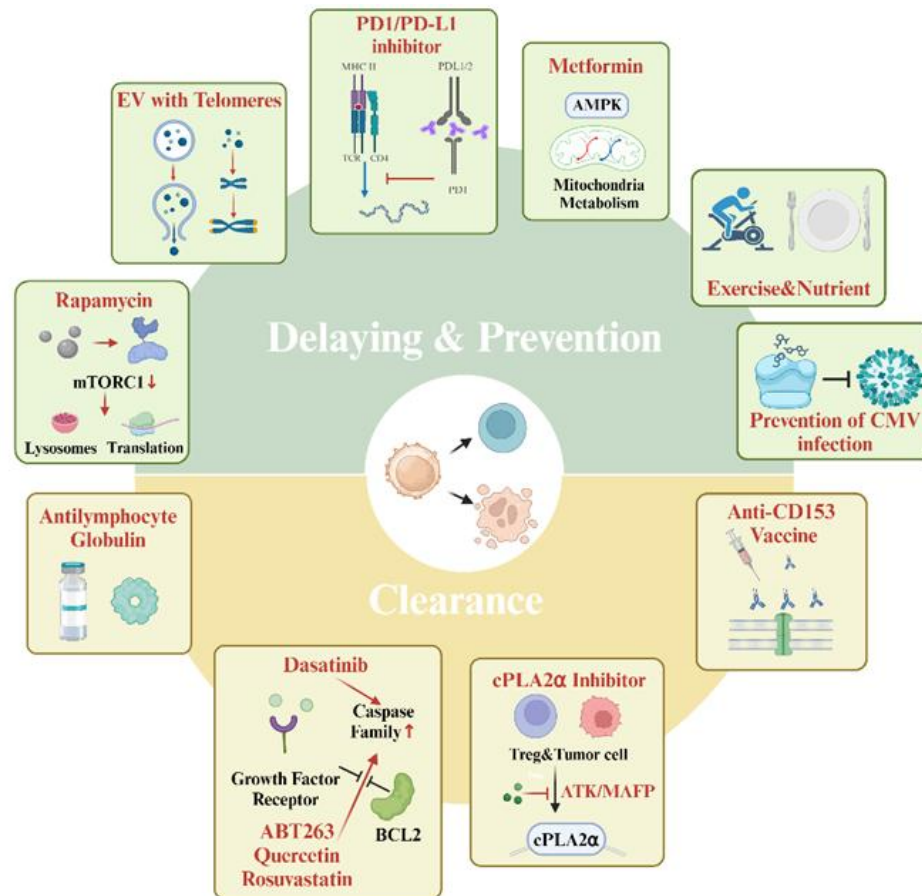 PD1/PD-L1
inhibitor
MHC II
PDL1/2
TCR
CD4
PD1
Metformin
AMPK
Mitochondria
Metabolism
EV with Telomeres
Exercise&Nutrient
Rapamycin
mTORC1↓
Lysosomes
Translation
Delaying & Prevention
Prevention of CMV
infection
Antilymphocyte
Globulin
Clearance
Anti-CD153
Vaccine
Dasatinib
Caspase
Family↑
Growth Factor
Receptor
BCL2
ABT263
Quercetin
Rosuvastatin
cPLA2α Inhibitor
Treg&Tumor cell
ATK/MAFP
cPLA2α